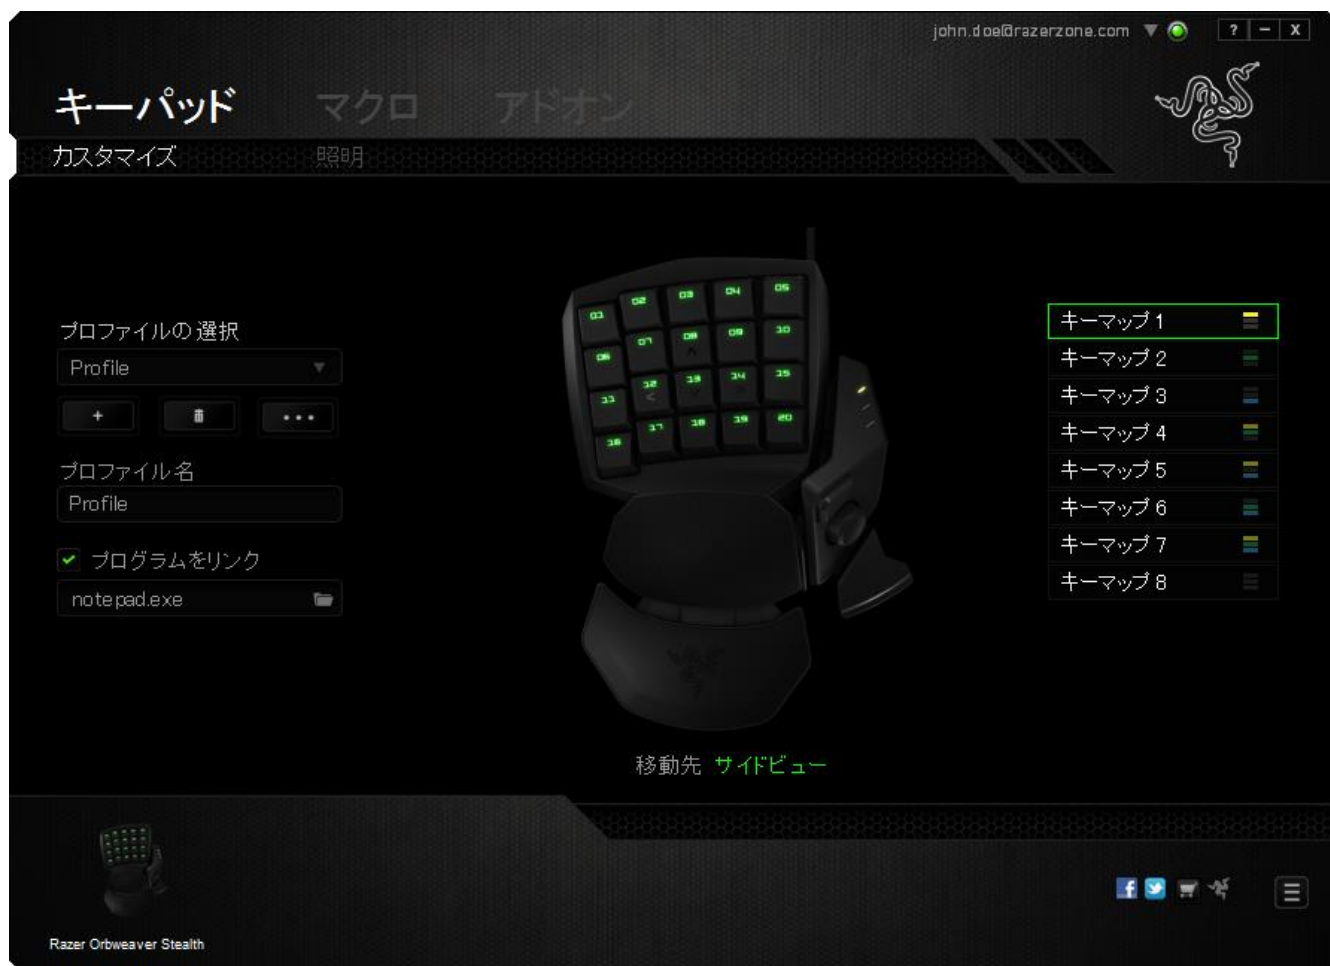 john.doe@razerzone.com
? – X
キーパッド マクロ アドオン
カスタマイズ 照明
プロファイルの選択
Profile
+ •••
プロファイル名
Profile
プログラムをリンク
notepad.exe
01 02 03 04 05
06 07 08 09 10
11 12 13 14 15
16 17 18 19 20
キーマップ 1
キーマップ 2
キーマップ 3
キーマップ 4
キーマップ 5
キーマップ 6
キーマップ 7
キーマップ 8
移動先 サイドビュー
Razer Orbweaver Stealth